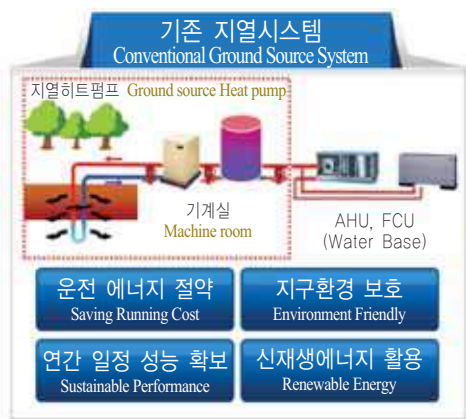 기존 지열시스템
Conventional Ground Source System
지열히트펌프 Ground source Heat pump
기계실
Machine room
AHU, FCU
(Water Base)
운전 에너지 절약
Saving Running Cost
지구환경 보호
Environment Friendly
연간 일정 성능 확보
Sustainable Performance
신재생에너지 활용
Renewable Energy